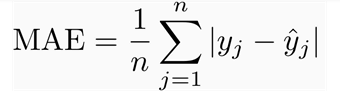 MAE = \frac{1}{n} \sum_{j=1}^{n} |y_j - \hat{y}_j|